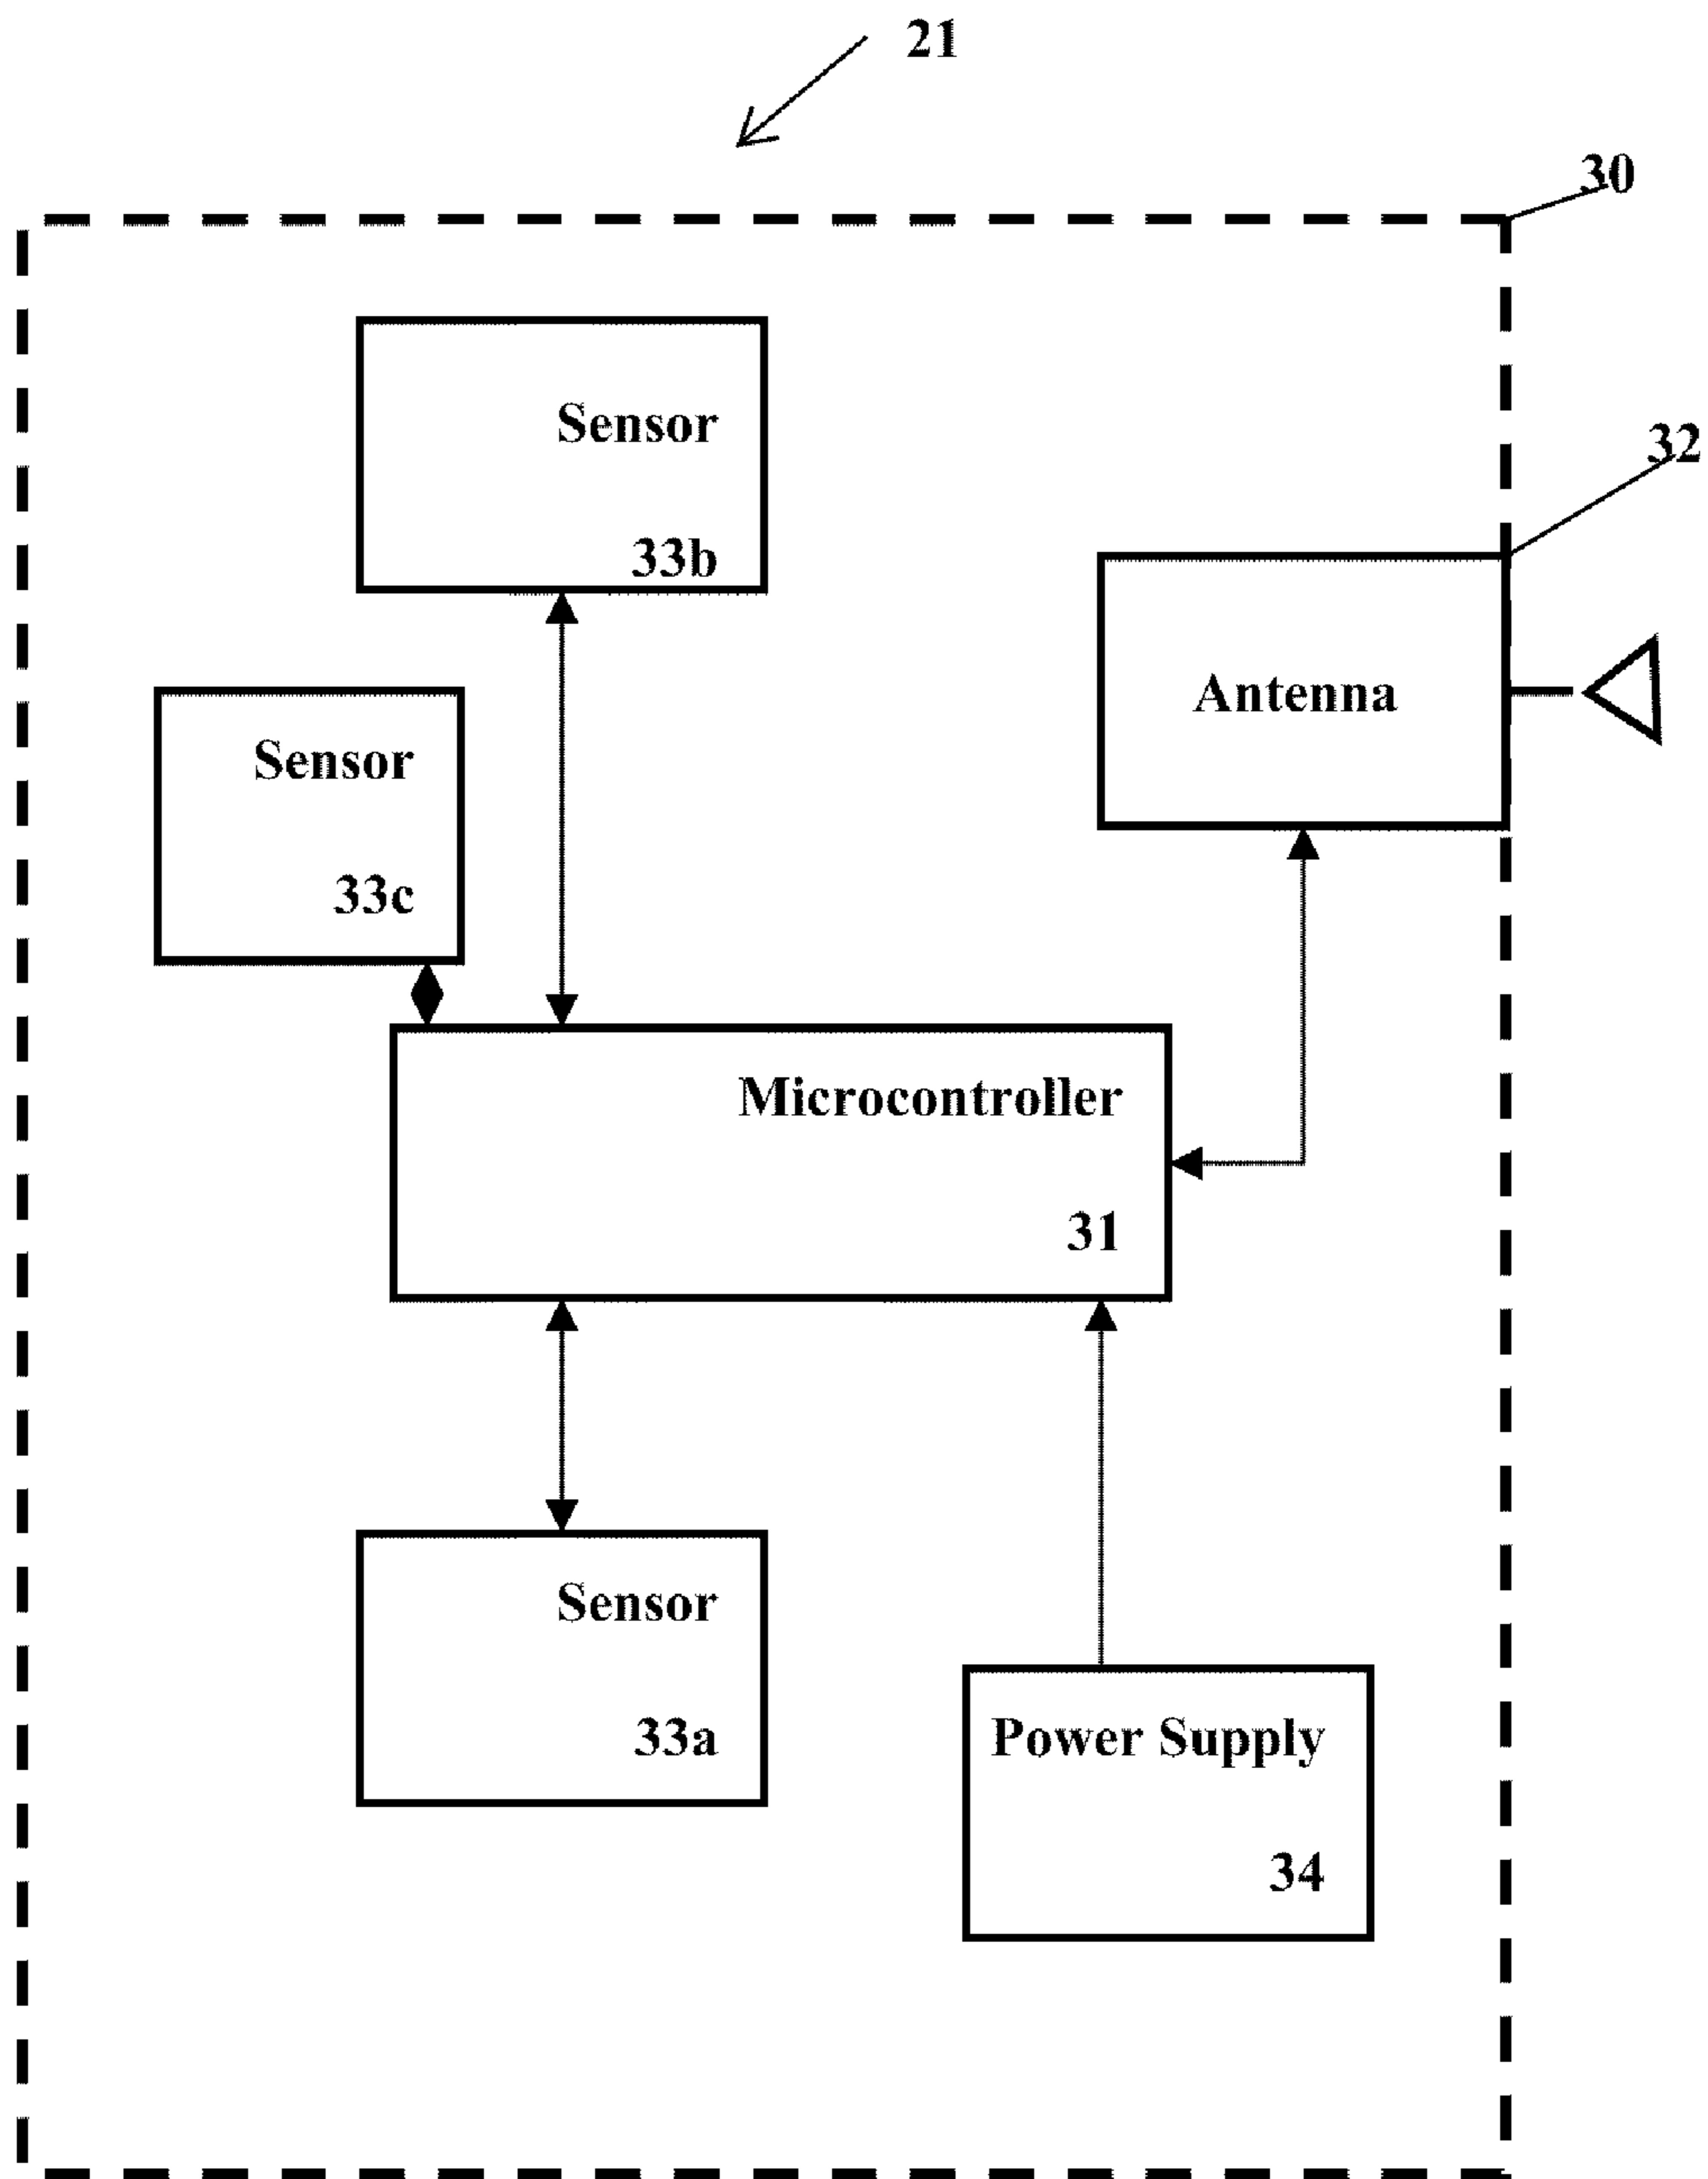 21
30
Sensor
33b
32
Antenna
Sensor
33c
Microcontroller
31
Sensor
33a
Power Supply
34